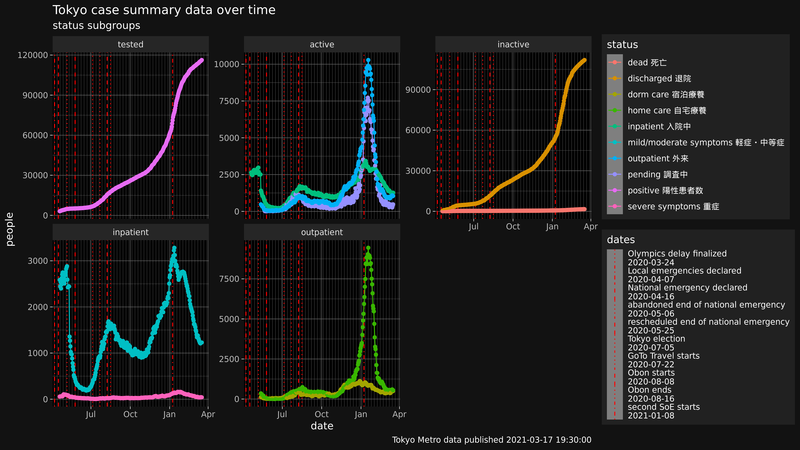 Tokyo case summary data over time
status subgroups
tested
active
inactive
120000
90000
60000
30000
0
10000
7500
5000
2500
0
90000
60000
30000
0
Jul
Oct
Jan
Apr
inpatient
outpatient
3000
2000
1000
0
7500
5000
2500
0
Jul
Oct
Jan
Apr
Jul
Oct
Jan
Apr
people
date
status
dead 死亡
discharged 退院
dorm care 宿泊療養
home care 自宅療養
inpatient 入院中
mild/moderate symptoms 軽症・中等症
outpatient 外来
pending 調査中
positive 陽性患者数
severe symptoms 重症
dates
Olympics delay finalized
2020-03-24
Local emergencies declared
2020-04-07
National emergency declared
2020-04-16
abandoned end of national emergency
2020-05-06
rescheduled end of national emergency
2020-05-25
Tokyo election
2020-07-05
GoTo Travel starts
2020-07-22
Obon starts
2020-08-08
Obon ends
2020-08-16
second SoE starts
2021-01-08
Tokyo Metro data published 2021-03-17 19:30:00